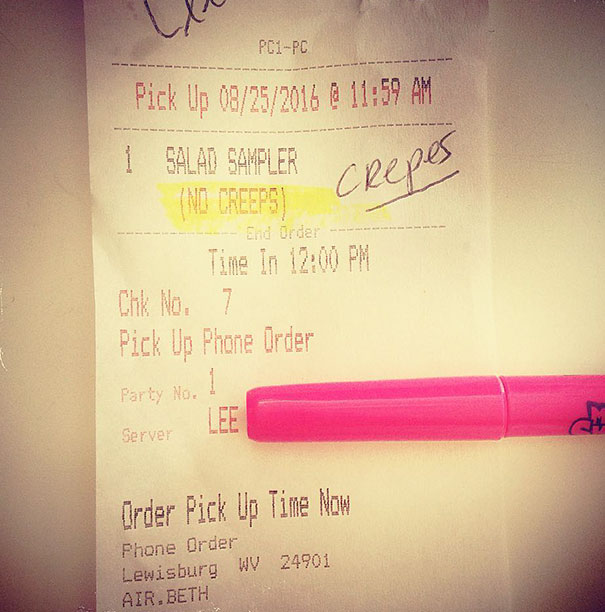 PC1-PC
Pick Up 08/25/2016 @ 11:59 AM
1 SALAD SAMPLER
(NO CREEPS)
CRepes
End Order
Time In 12:00 PM
Chk No. 7
Pick Up Phone Order
Party No. 1
Server LEE
Order Pick Up Time Now
Phone Order
Lewisburg WV 24901
AIR.BETH